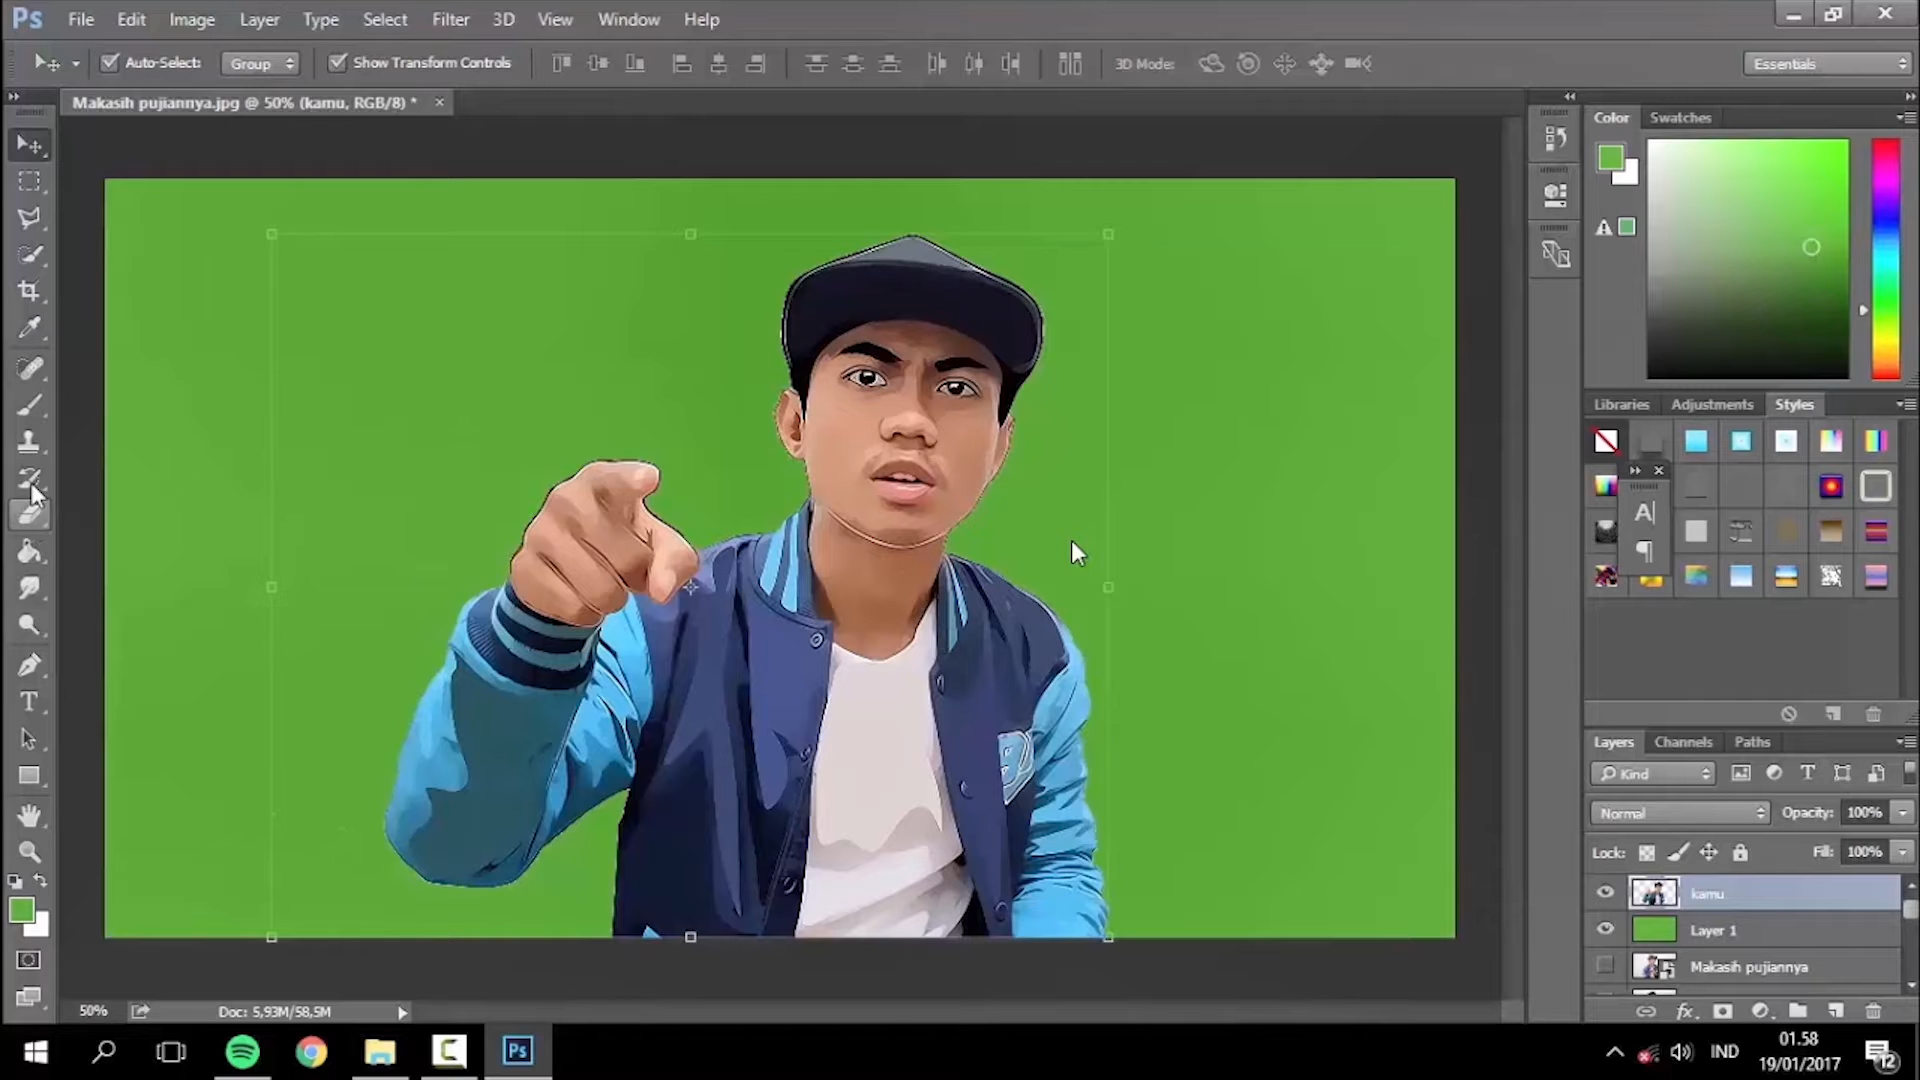 Ps File Edit Image Layer Type Select Filter 3D View Window Help
Auto-Select: Group Show Transform Controls 3D Mode: Essentials
Makasih pujiannya.jpg @ 50% (kamu, RGB/8) * ×
Color Swatches
Libraries Adjustments Styles
A
¶
T
B
Layers Channels Paths
Kind T
Normal Opacity: 100%
Lock: Fill: 100%
kamu
Layer 1
Makasih pujiannya
50% Doc: 5,93M/58,5M
fx
C Ps IND 01.58
19/01/2017 12